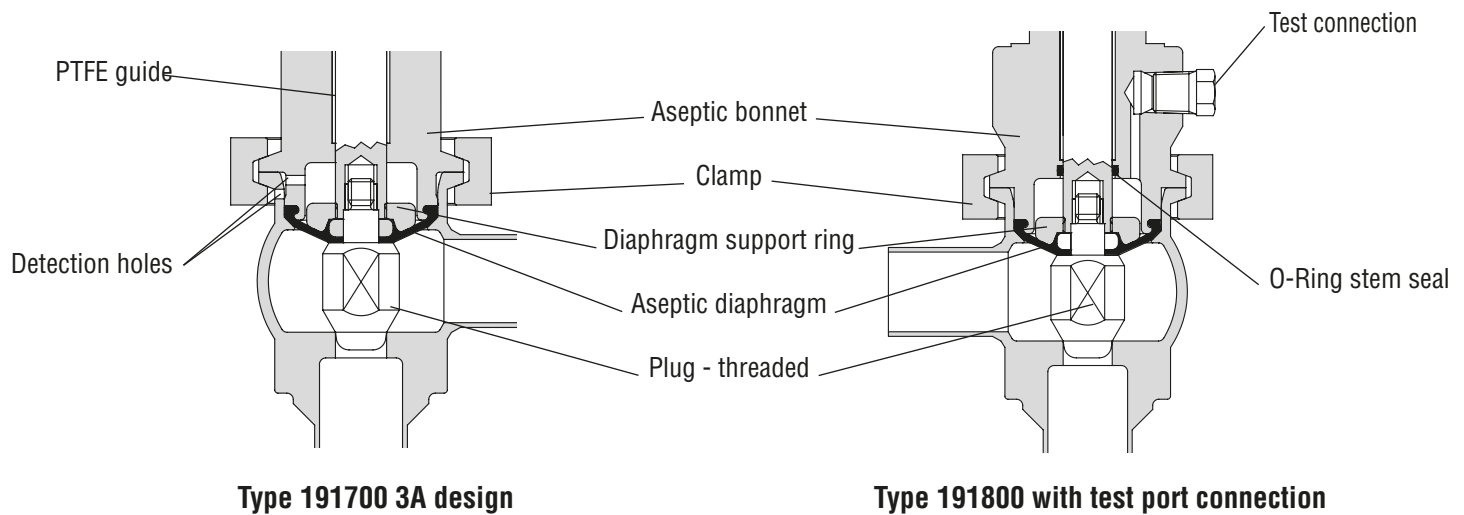 Test connection
PTFE guide
Aseptic bonnet
Clamp
Diaphragm support ring
Detection holes
O-Ring stem seal
Aseptic diaphragm
Plug - threaded
Type 191700 3A design
Type 191800 with test port connection